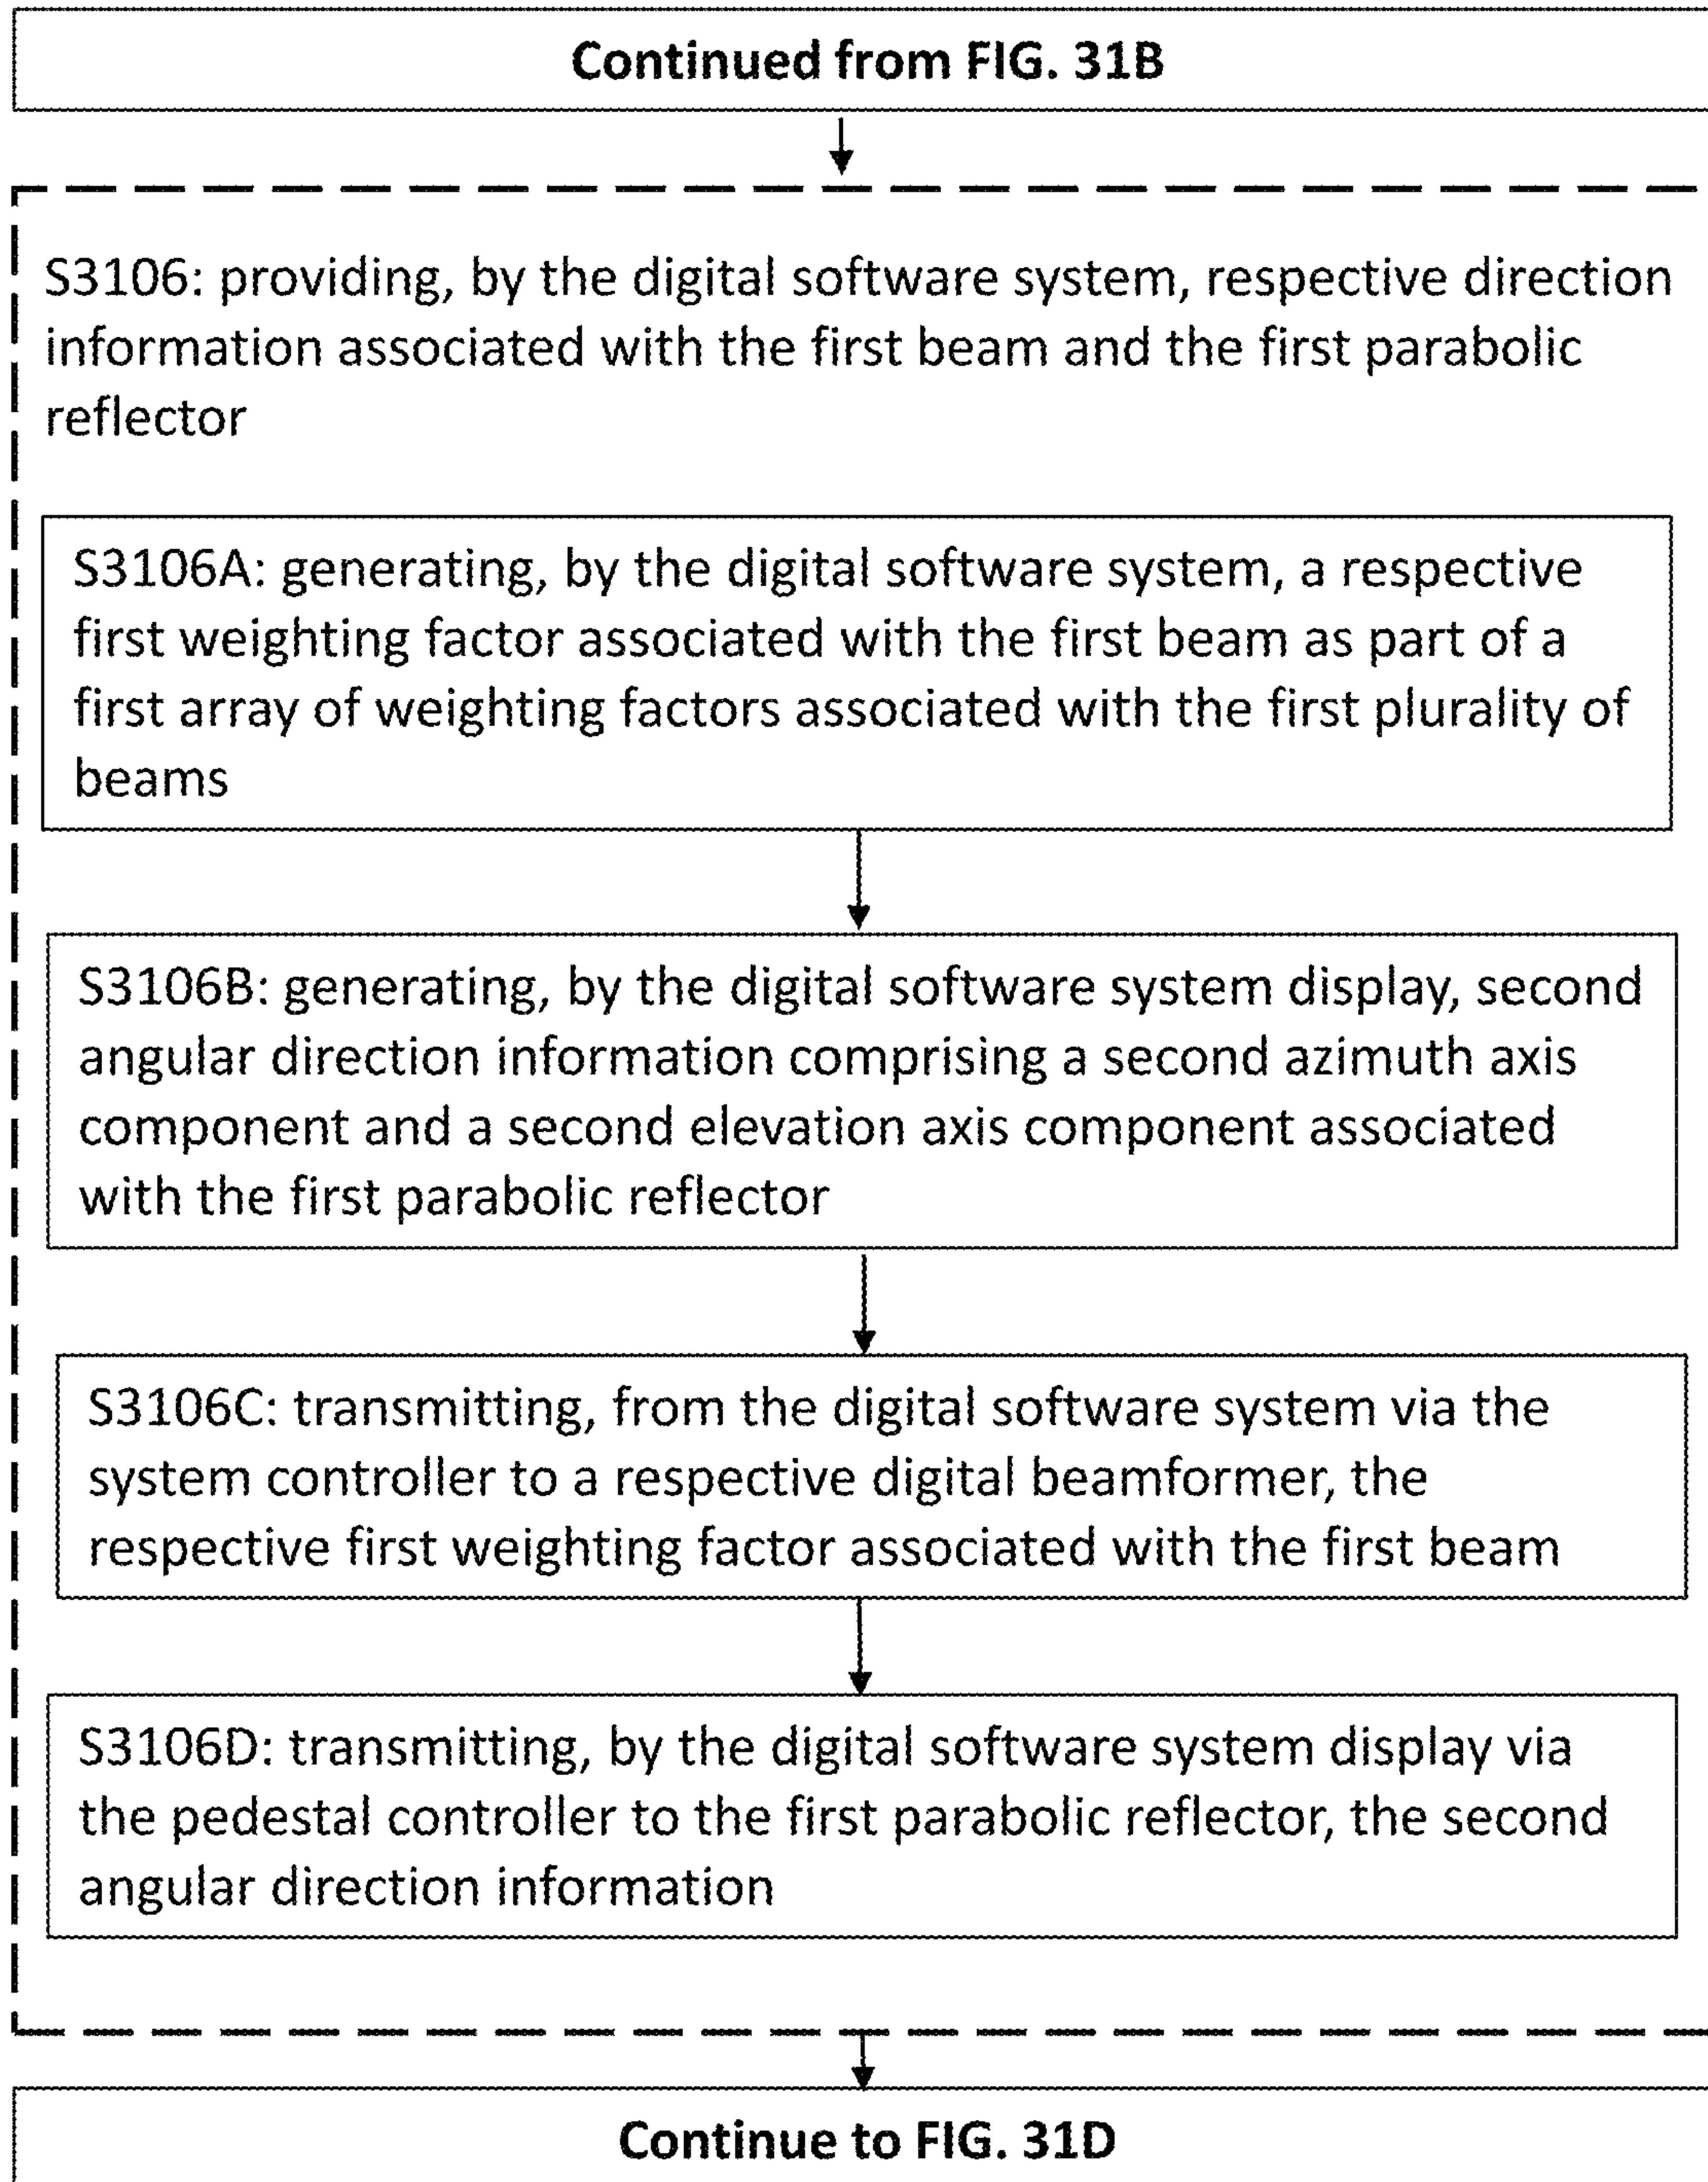 Continued from FIG. 31B
S3106: providing, by the digital software system, respective direction
information associated with the first beam and the first parabolic
reflector
S3106A: generating, by the digital software system, a respective
first weighting factor associated with the first beam as part of a
first array of weighting factors associated with the first plurality of
beams
S3106B: generating, by the digital software system display, second
angular direction information comprising a second azimuth axis
component and a second elevation axis component associated
with the first parabolic reflector
S3106C: transmitting, from the digital software system via the
system controller to a respective digital beamformer, the
respective first weighting factor associated with the first beam
S3106D: transmitting, by the digital software system display via
the pedestal controller to the first parabolic reflector, the second
angular direction information
Continue to FIG. 31D